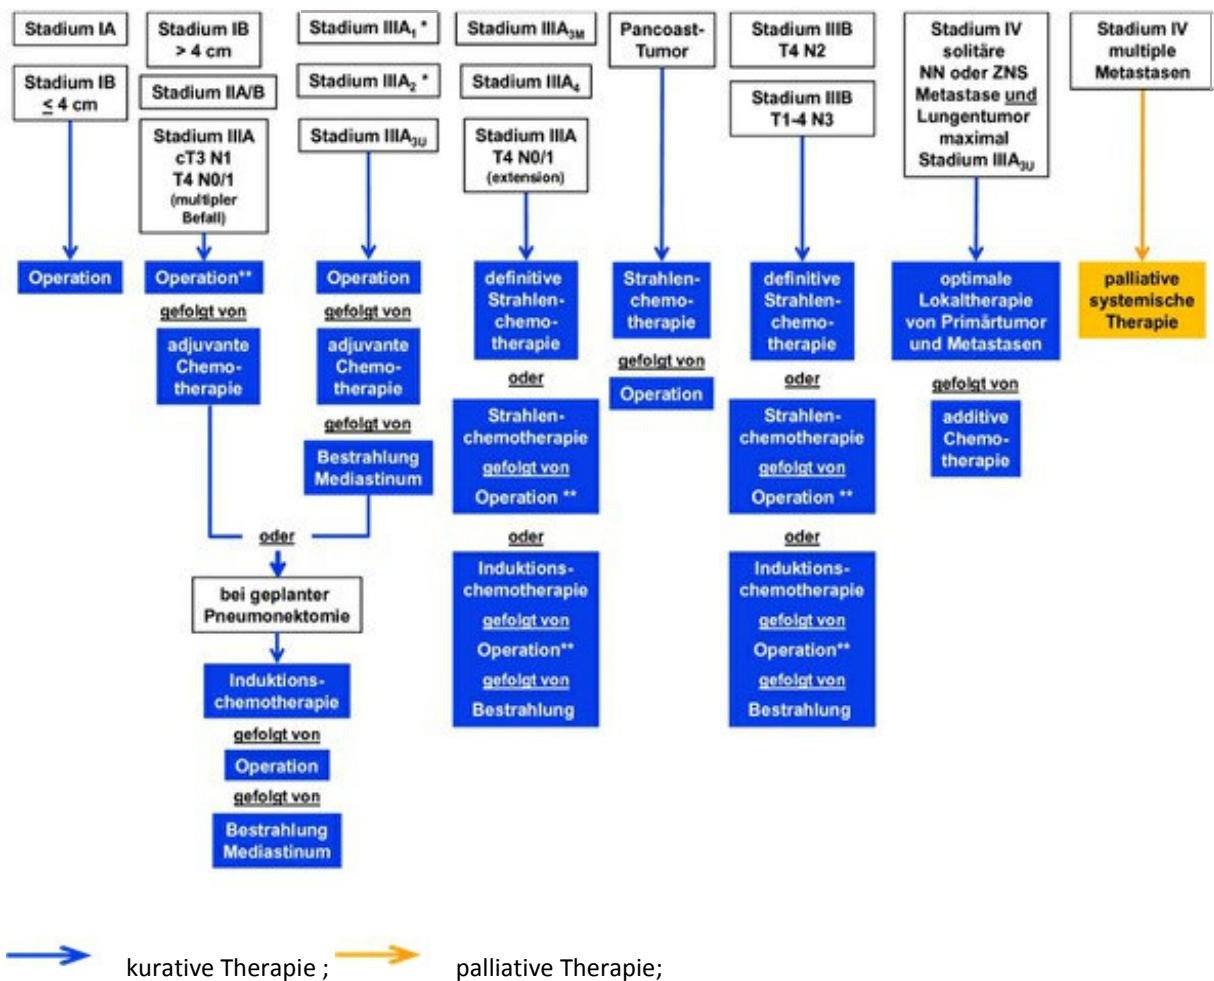 Stadium IA
Stadium IB
≤ 4 cm
Operation
Stadium IB
> 4 cm
Stadium IIA/B
Stadium IIIA
cT3 N1
T4 N0/1
(multipler
Befall)
Operation**
gefolgt von
adjuvante
Chemo-
therapie
Stadium IIIA1 *
Stadium IIIA2 *
Stadium IIIA3U
Operation
gefolgt von
adjuvante
Chemo-
therapie
gefolgt von
Bestrahlung
Mediastinum
oder
bei geplanter
Pneumonektomie
Induktions-
chemotherapie
gefolgt von
Operation
gefolgt von
Bestrahlung
Mediastinum
Stadium IIIA3M
Stadium IIIA4
Stadium IIIA
T4 N0/1
(extension)
definitive
Strahlen-
chemo-
therapie
oder
Strahlen-
chemotherapie
gefolgt von
Operation **
oder
Induktions-
chemotherapie
gefolgt von
Operation**
gefolgt von
Bestrahlung
Pancoast-
Tumor
Strahlen-
chemo-
therapie
gefolgt von
Operation
Stadium IIIB
T4 N2
Stadium IIIB
T1-4 N3
definitive
Strahlen-
chemo-
therapie
oder
Strahlen-
chemotherapie
gefolgt von
Operation **
oder
Induktions-
chemotherapie
gefolgt von
Operation**
gefolgt von
Bestrahlung
Stadium IV
solitäre
NN oder ZNS
Metastase und
Lungentumor
maximal
Stadium IIIA3U
optimale
Lokaltherapie
von Primärtumor
und Metastasen
gefolgt von
additive
Chemo-
therapie
Stadium IV
multiple
Metastasen
palliative
systemische
Therapie
kurative Therapie ;
palliative Therapie;